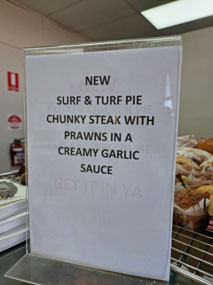 NEW
SURF & TURF PIE
CHUNKY STEAK WITH
PRAWNS IN A
CREAMY GARLIC
SAUCE
GET IT IN YA